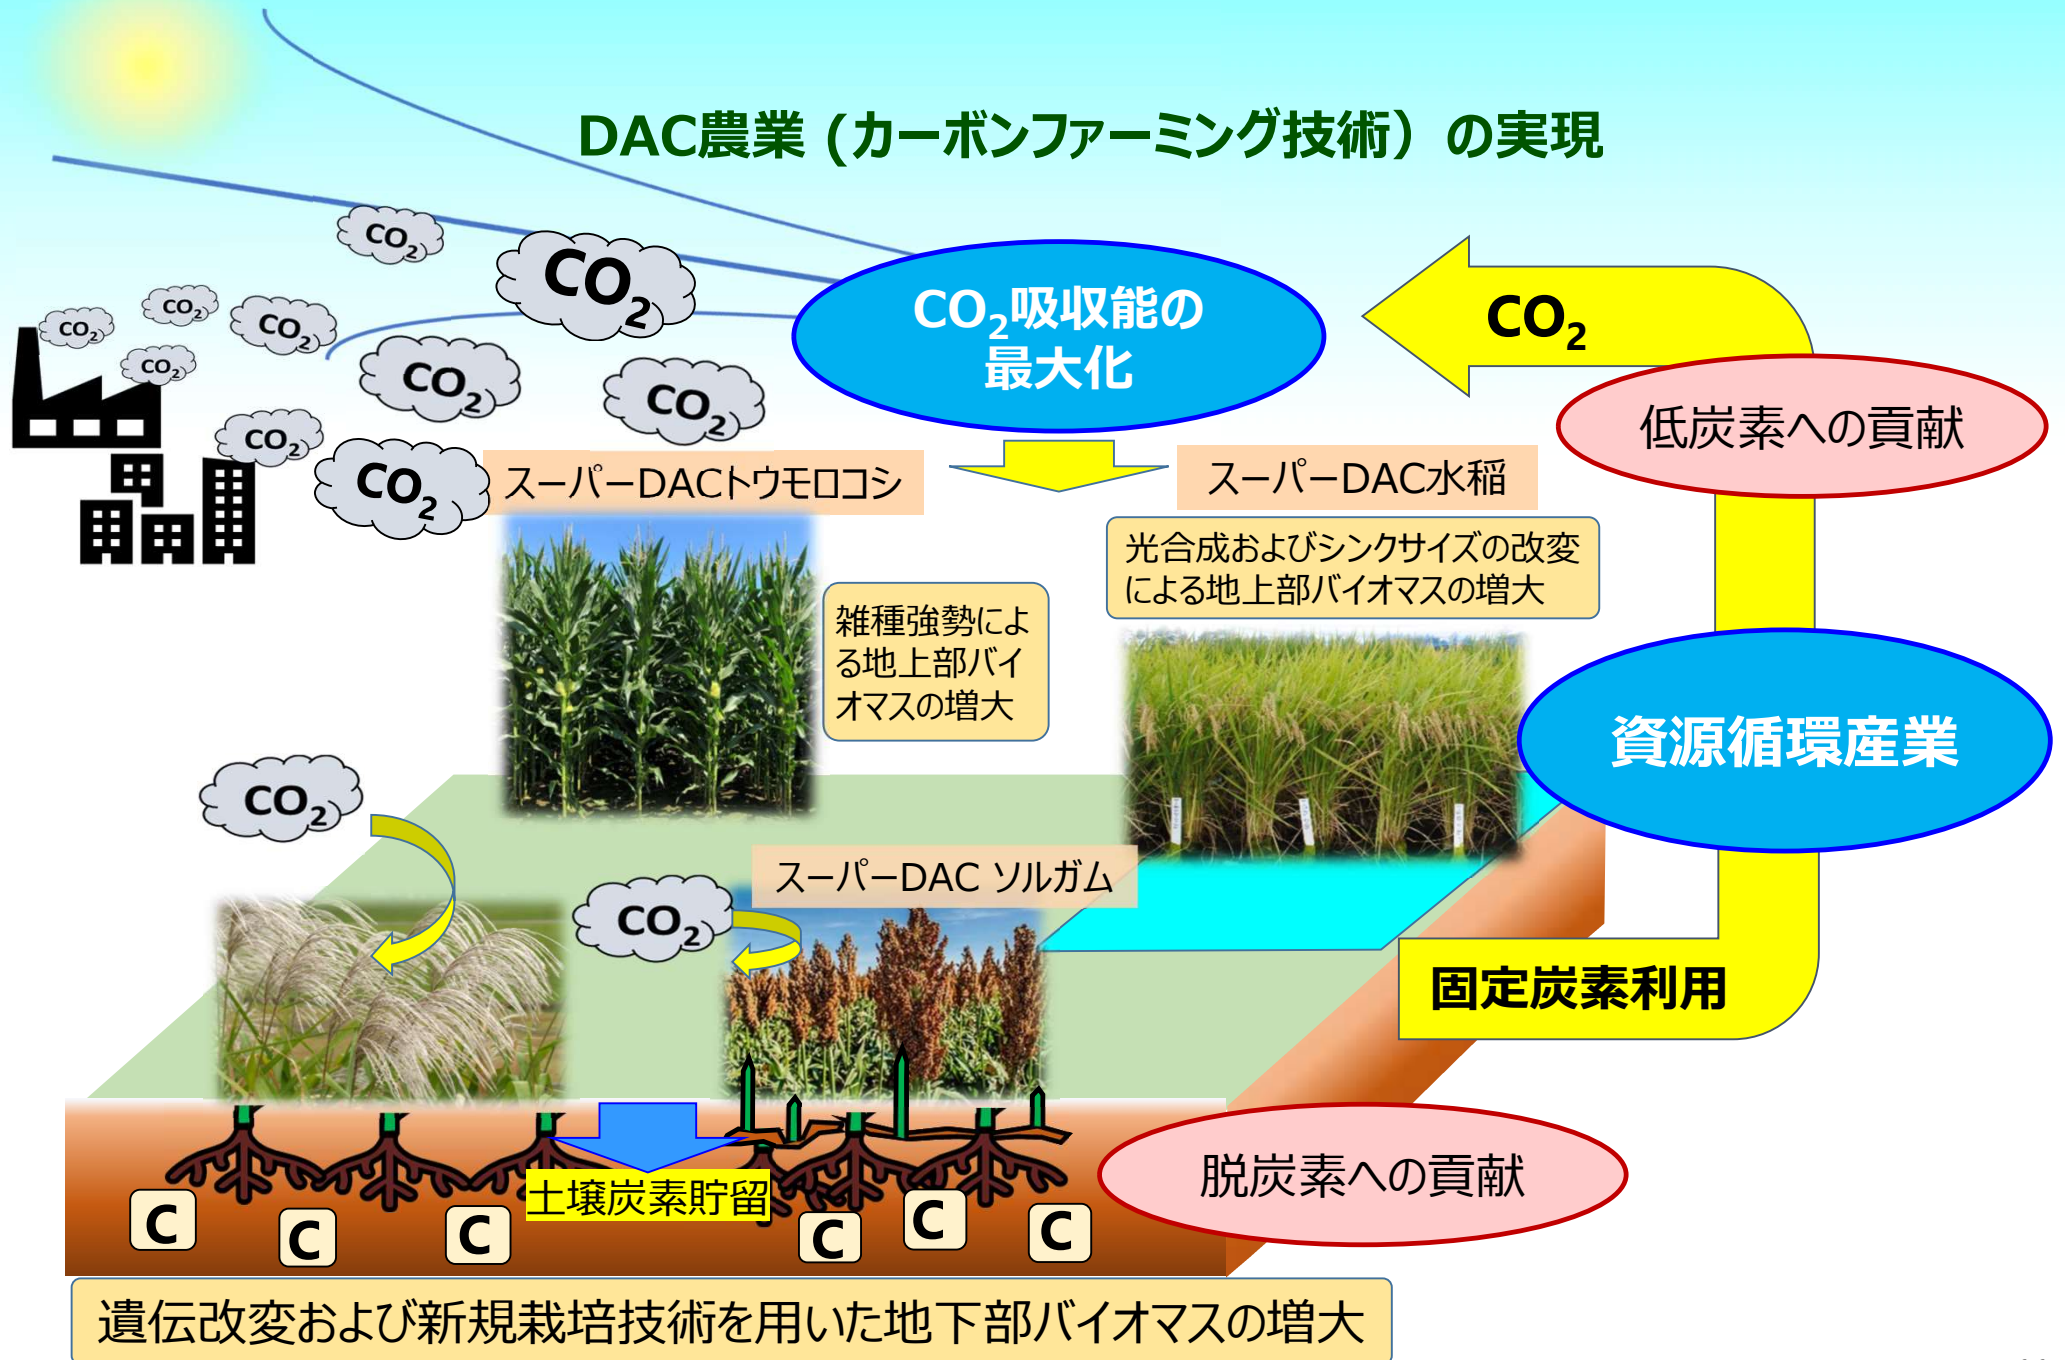 DAC農業 (カーボンファーミング技術）の実現
CO₂
CO₂
CO₂
CO₂
CO₂
CO₂
CO₂
CO₂
CO₂
CO₂
CO₂
CO₂吸収能の
最大化
CO₂
低炭素への貢献
スーパーDACトウモロコシ
スーパーDAC水稲
光合成およびシンクサイズの改変
による地上部バイオマスの増大
雑種強勢によ
る地上部バイ
オマスの増大
資源循環産業
CO₂
スーパーDAC ソルガム
CO₂
固定炭素利用
土壌炭素貯留
脱炭素への貢献
C
C
C
C
C
C
遺伝改変および新規栽培技術を用いた地下部バイオマスの増大